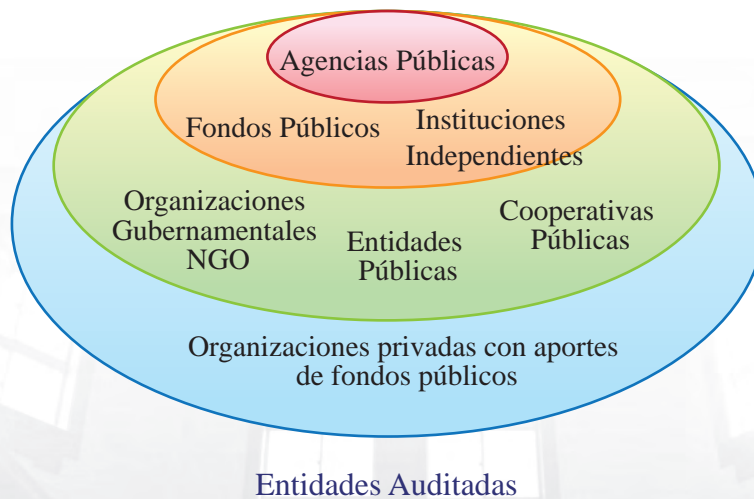 Agencias Públicas
Fondos Públicos
Instituciones
Independientes
Organizaciones
Gubernamentales
NGO
Entidades
Públicas
Cooperativas
Públicas
Organizaciones privadas con aportes
de fondos públicos
Entidades Auditadas